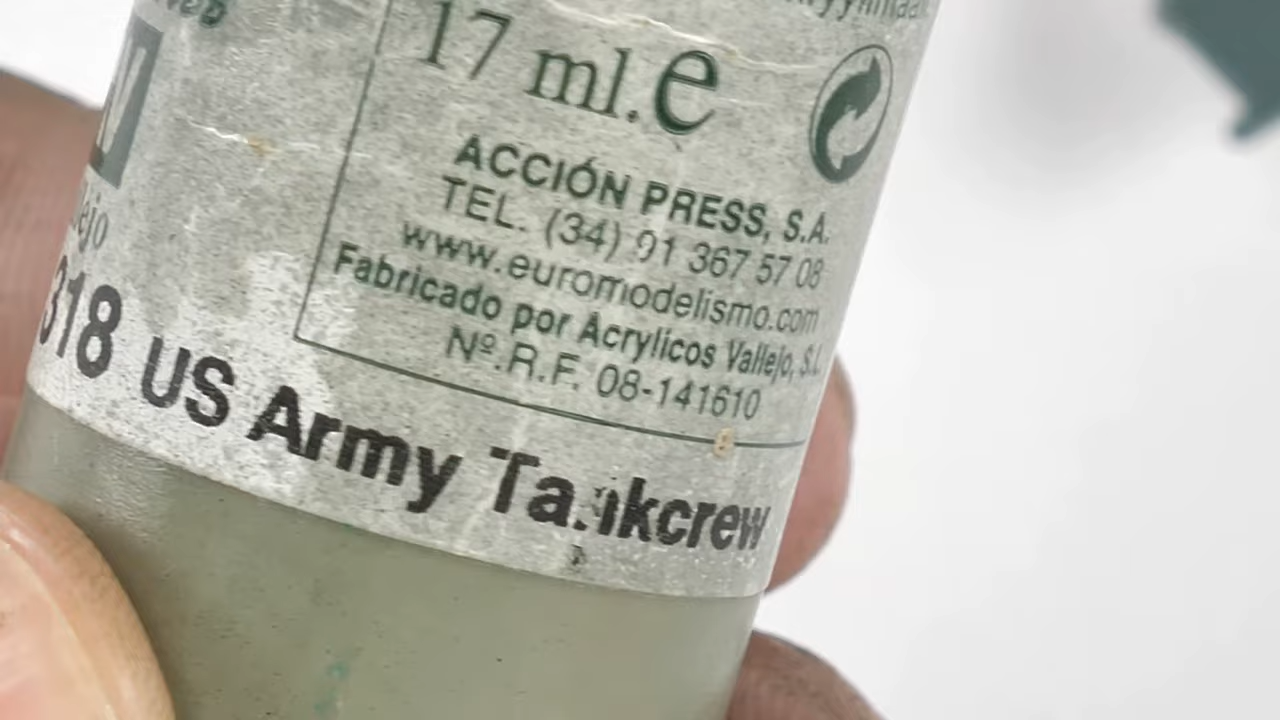 17 ml. e
ACCIÓN PRESS, S.A.
TEL. (34) 91 367 57 08
www.euromodelismo.com
Fabricado por Acrylicos Vallejo, S.L.
Nº.R.F. 08-141610
318 US Army Tankcrew